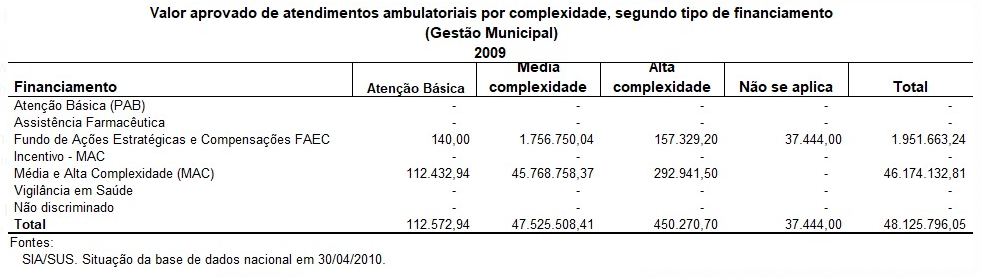 Valor aprovado de atendimentos ambulatoriais por complexidade, segundo tipo de financiamento
(Gestão Municipal)
2009
Financiamento Atenção Básica Média complexidade Alta complexidade Não se aplica Total
Atenção Básica (PAB) - - - - -
Assistência Farmacêutica - - - - -
Fundo de Ações Estratégicas e Compensações FAEC 140,00 1.756.750,04 157.329,20 37.444,00 1.951.663,24
Incentivo - MAC - - - - -
Média e Alta Complexidade (MAC) 112.432,94 45.768.758,37 292.941,50 - 46.174.132,81
Vigilância em Saúde - - - - -
Não discriminado - - - - -
Total 112.572,94 47.525.508,41 450.270,70 37.444,00 48.125.796,05
Fontes:
SIA/SUS. Situação da base de dados nacional em 30/04/2010.